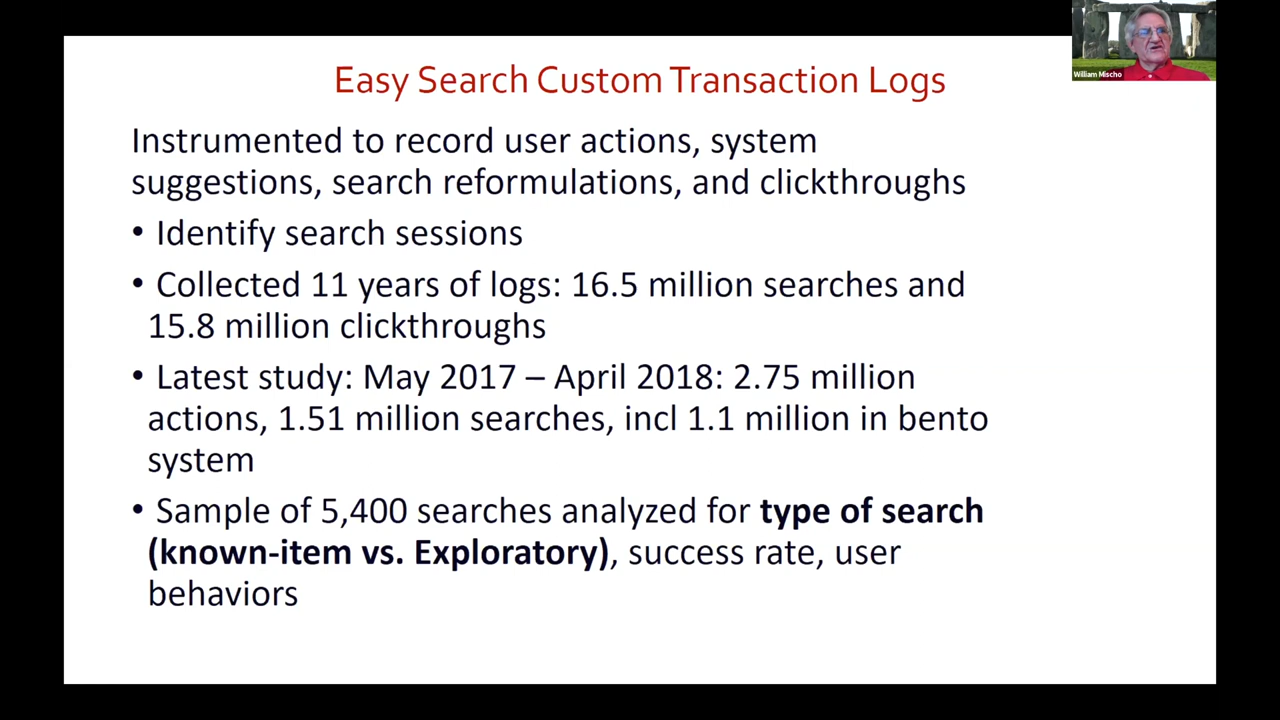 Easy Search Custom Transaction Logs
William Mischo
Instrumented to record user actions, system
suggestions, search reformulations, and clickthroughs
• Identify search sessions
• Collected 11 years of logs: 16.5 million searches and
15.8 million clickthroughs
• Latest study: May 2017 – April 2018: 2.75 million
actions, 1.51 million searches, incl 1.1 million in bento
system
• Sample of 5,400 searches analyzed for type of search
(known-item vs. Exploratory), success rate, user
behaviors